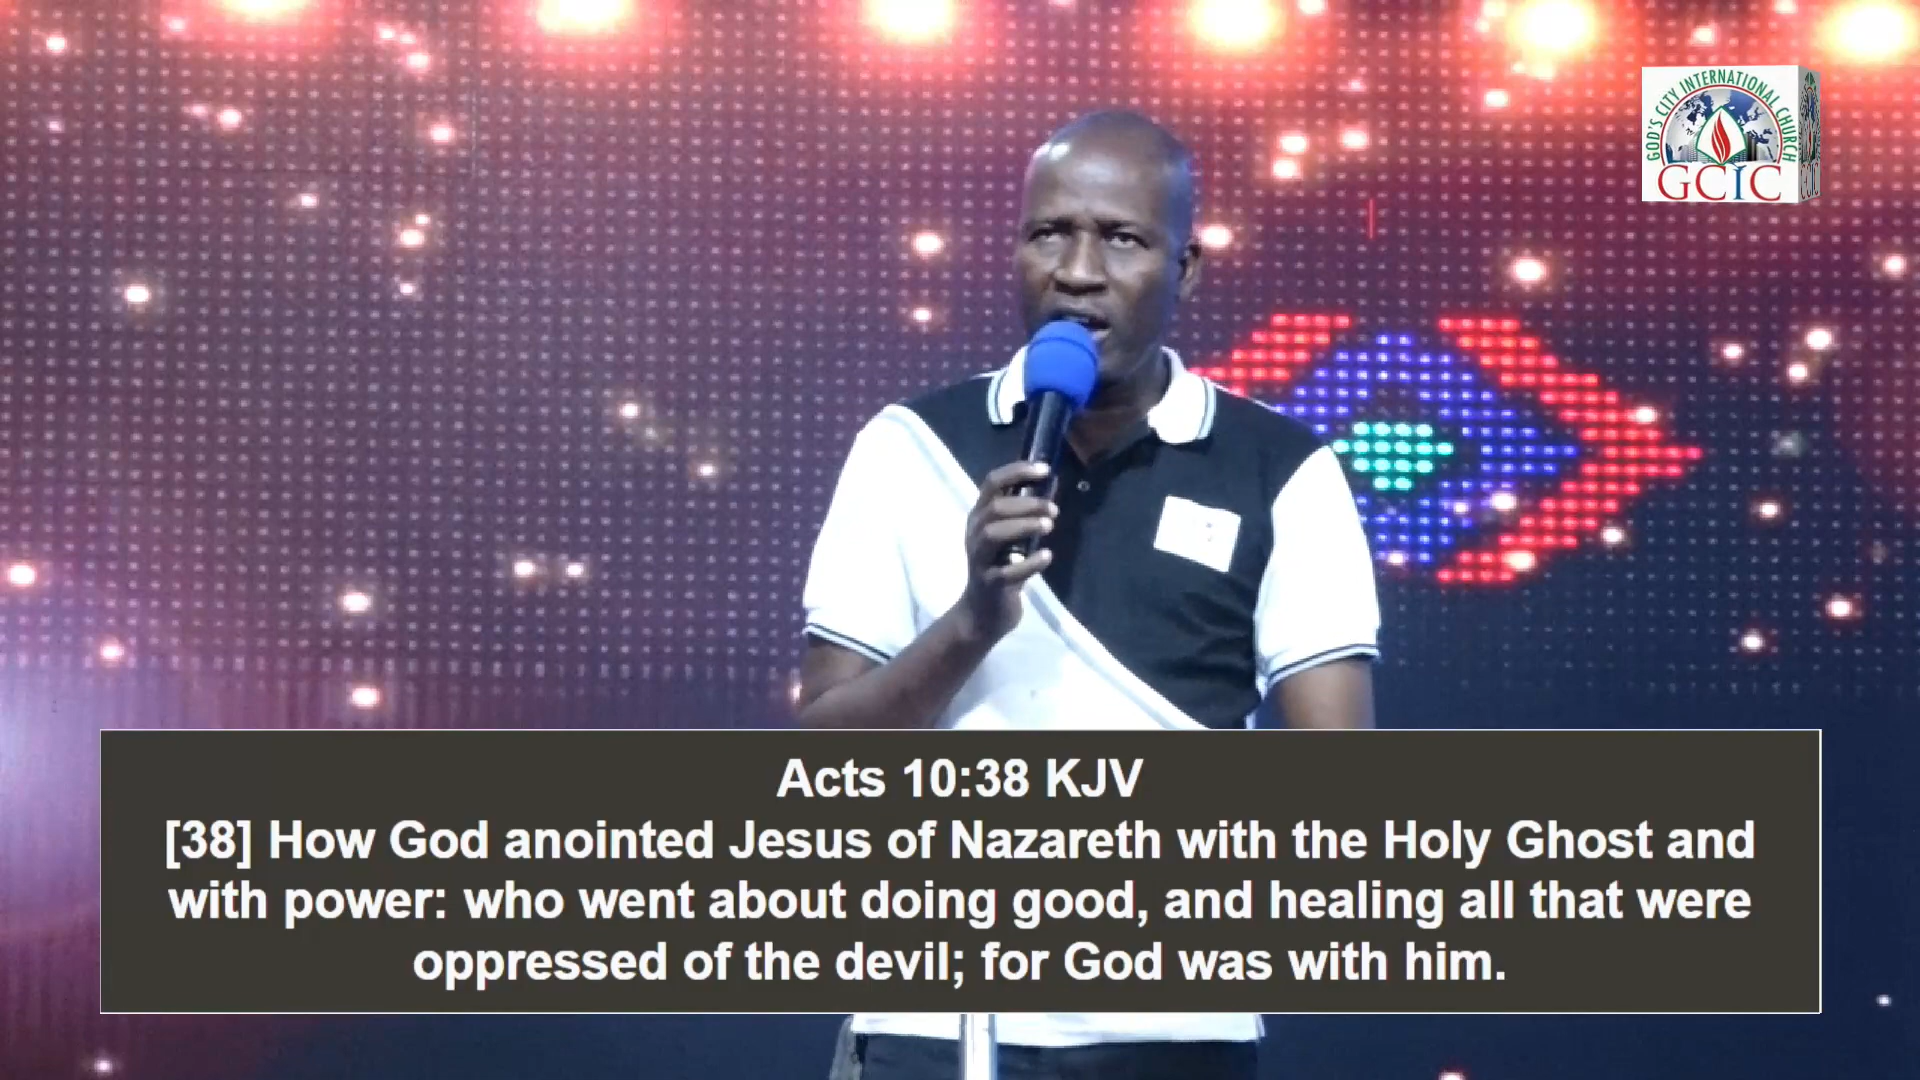 GOD'S CITY INTERNATIONAL CHURCH
GCIC
Acts 10:38 KJV
[38] How God anointed Jesus of Nazareth with the Holy Ghost and
with power: who went about doing good, and healing all that were
oppressed of the devil; for God was with him.